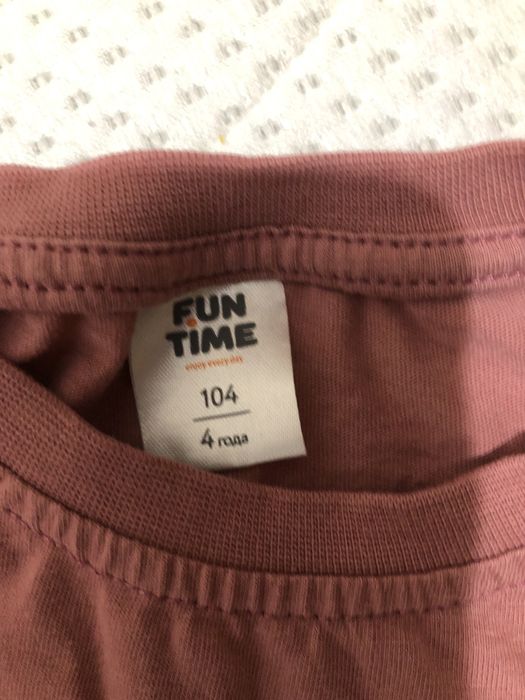 FUN
TIME
enjoy every day
104
4 года